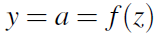 y = a = f(z)